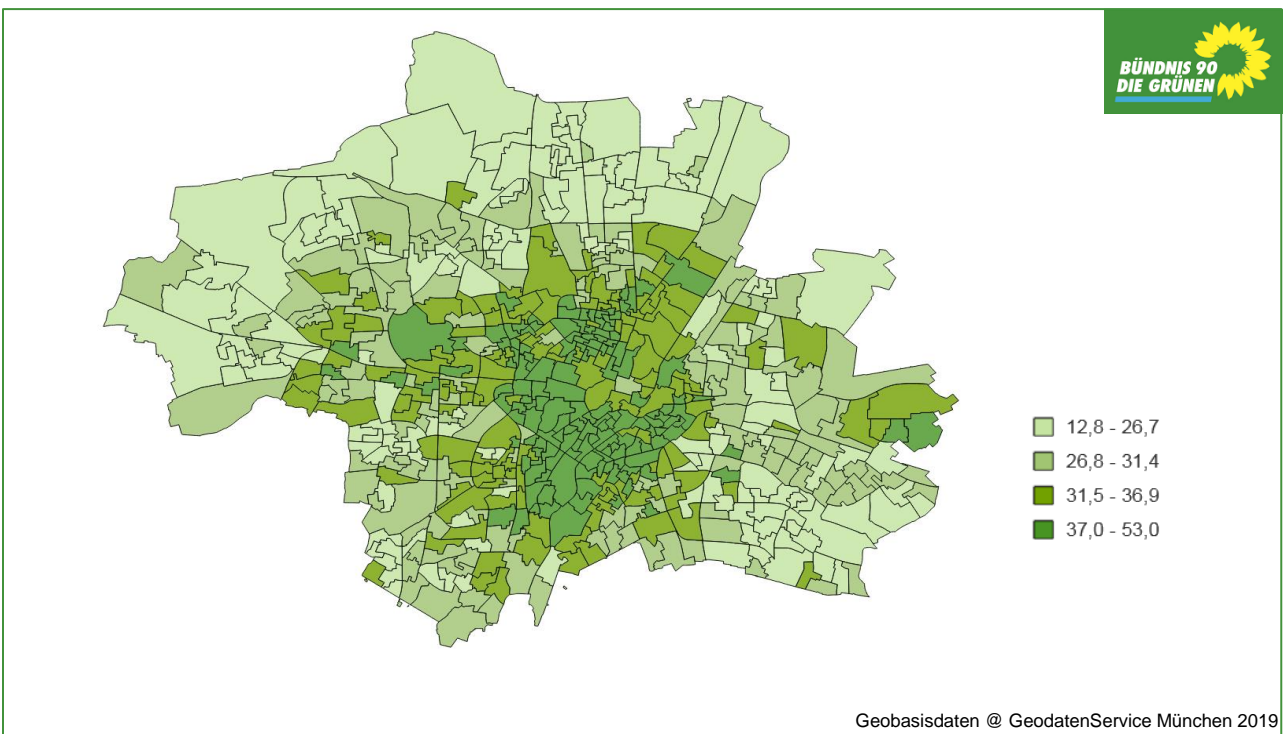 BÜNDNIS 90
DIE GRÜNEN
12,8 - 26,7
26,8 - 31,4
31,5 - 36,9
37,0 - 53,0
Geobasisdaten @ GeodatenService München 2019